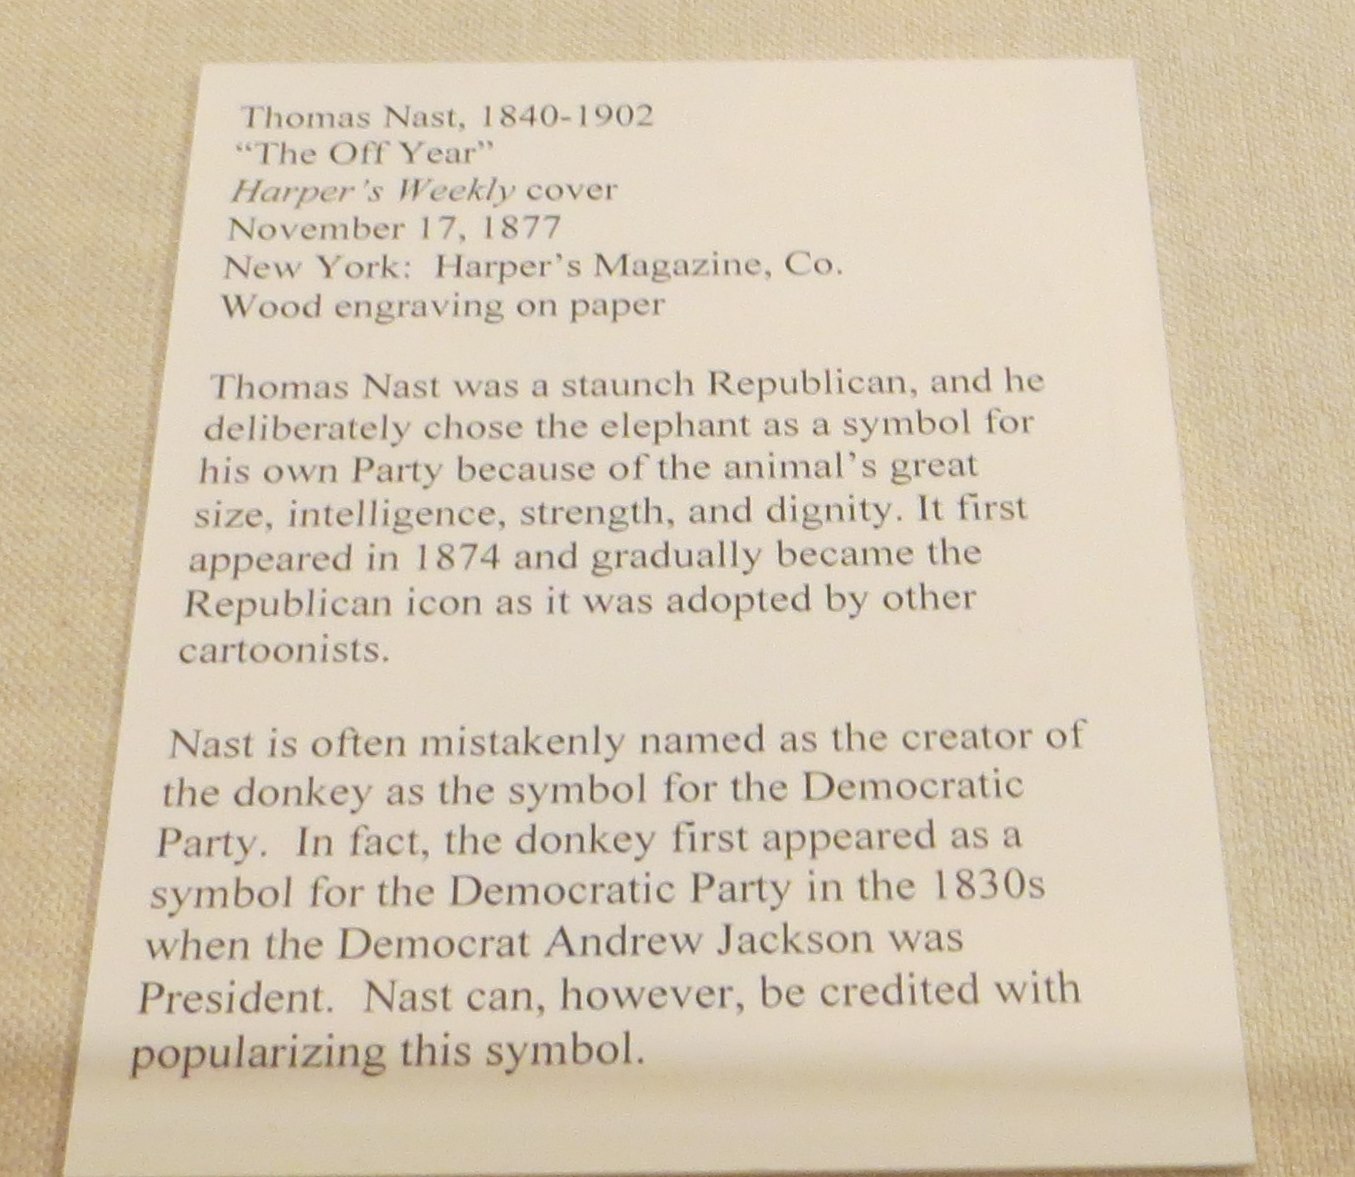 Thomas Nast, 1840-1902
“The Off Year”
Harper’s Weekly cover
November 17, 1877
New York:  Harper’s Magazine, Co.
Wood engraving on paper
Thomas Nast was a staunch Republican, and he
deliberately chose the elephant as a symbol for
his own Party because of the animal’s great
size, intelligence, strength, and dignity. It first
appeared in 1874 and gradually became the
Republican icon as it was adopted by other
cartoonists.
Nast is often mistakenly named as the creator of
the donkey as the symbol for the Democratic
Party.  In fact, the donkey first appeared as a
symbol for the Democratic Party in the 1830s
when the Democrat Andrew Jackson was
President.  Nast can, however, be credited with
popularizing this symbol.